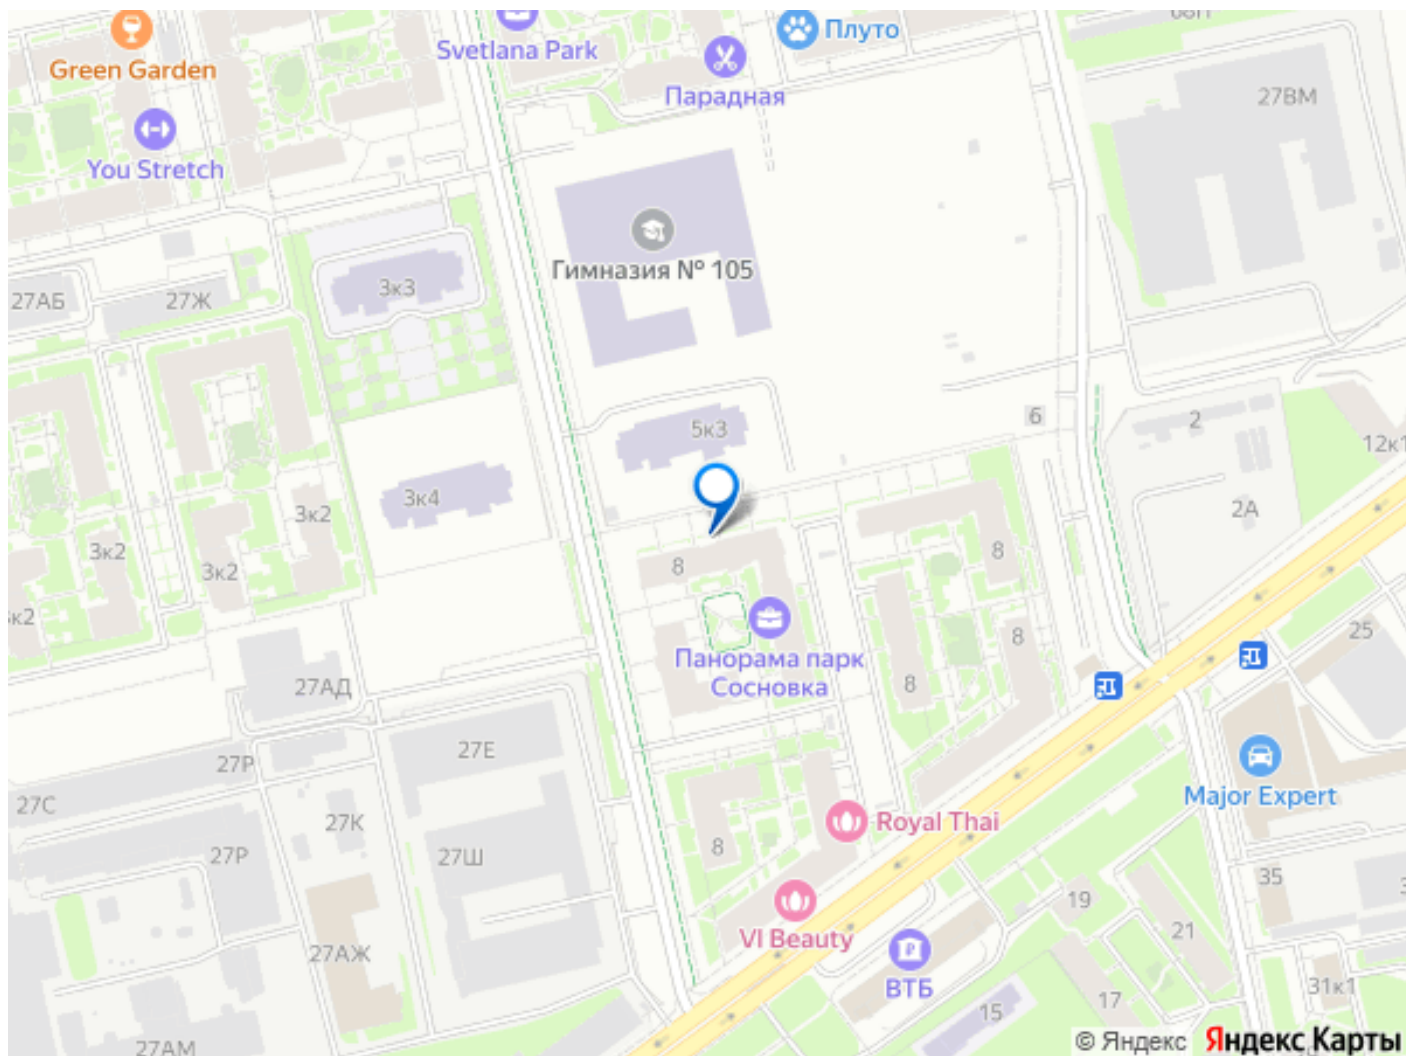 Green Garden
Svetlana Park
Плуто
Парадная
You Stretch
27ВМ
Гимназия № 105
27АБ
27Ж
3к3
5к3
6
2
12к1
3к4
2А
3к2
3к2
3к2
8
8
8
8
Панорама парк
Сосновка
25
27АД
27Е
27Р
27С
27К
27Р
27Ш
8
Royal Thai
Major Expert
35
19
21
VI Beauty
ВТБ
27АЖ
15
17
31к1
27АМ
© Яндекс Яндекс Карты